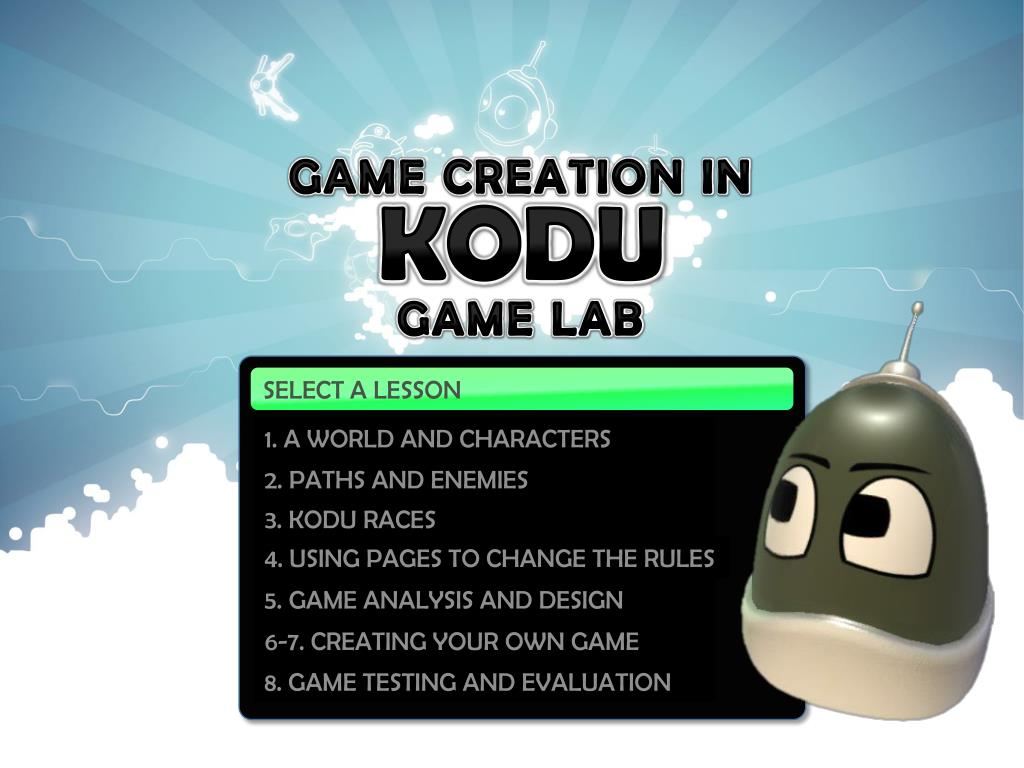 GAME CREATION IN
KODU
GAME LAB
SELECT A LESSON
1. A WORLD AND CHARACTERS
2. PATHS AND ENEMIES
3. KODU RACES
4. USING PAGES TO CHANGE THE RULES
5. GAME ANALYSIS AND DESIGN
6-7. CREATING YOUR OWN GAME
8. GAME TESTING AND EVALUATION